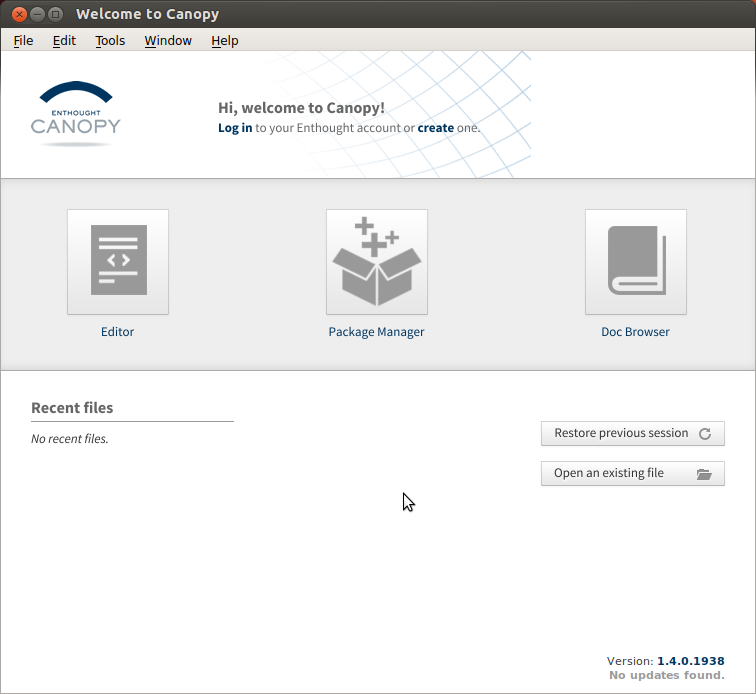 Welcome to Canopy
File Edit Tools Window Help
ENTHOUGHT
CANOPY
Hi, welcome to Canopy!
Log in to your Enthought account or create one.
Editor Package Manager Doc Browser
Recent files
No recent files.
Restore previous session
Open an existing file
Version: 1.4.0.1938
No updates found.